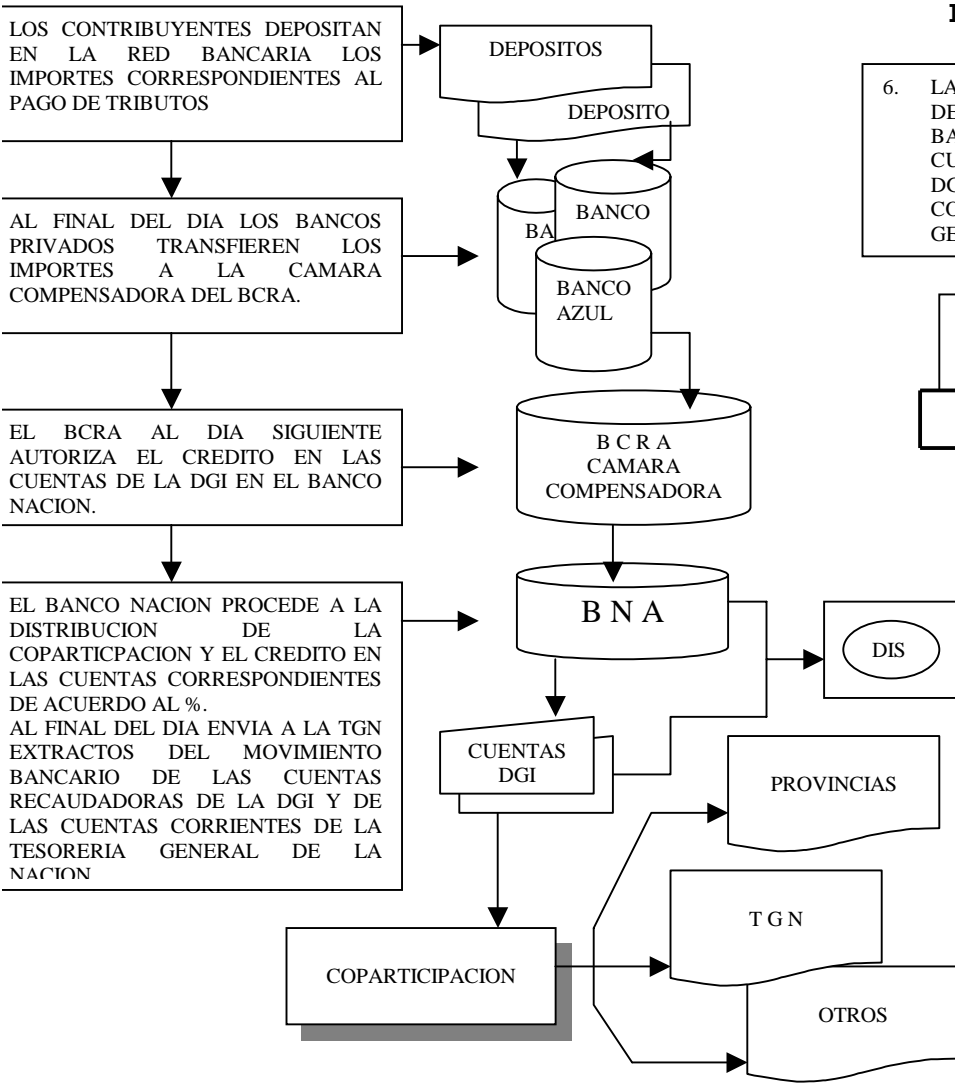 LOS CONTRIBUYENTES DEPOSITAN
EN LA RED BANCARIA LOS
IMPORTES CORRESPONDIENTES AL
PAGO DE TRIBUTOS
DEPOSITOS
DEPOSITO
6. LA
DE
BA
CU
DG
CO
GE
AL FINAL DEL DIA LOS BANCOS
PRIVADOS TRANSFIEREN LOS
IMPORTES A LA CAMARA
COMPENSADORA DEL BCRA.
BA
BANCO
BANCO
AZUL
EL BCRA AL DIA SIGUIENTE
AUTORIZA EL CREDITO EN LAS
CUENTAS DE LA DGI EN EL BANCO
NACION.
B C R A
CAMARA
COMPENSADORA
EL BANCO NACION PROCEDE A LA
DISTRIBUCION DE LA
COPARTICPACION Y EL CREDITO EN
LAS CUENTAS CORRESPONDIENTES
DE ACUERDO AL %.
AL FINAL DEL DIA ENVIA A LA TGN
EXTRACTOS DEL MOVIMIENTO
BANCARIO DE LAS CUENTAS
RECAUDADORAS DE LA DGI Y DE
LAS CUENTAS CORRIENTES DE LA
TESORERIA GENERAL DE LA
NACION
B N A
DIS
CUENTAS
DGI
PROVINCIAS
T G N
COPARTICIPACION
OTROS